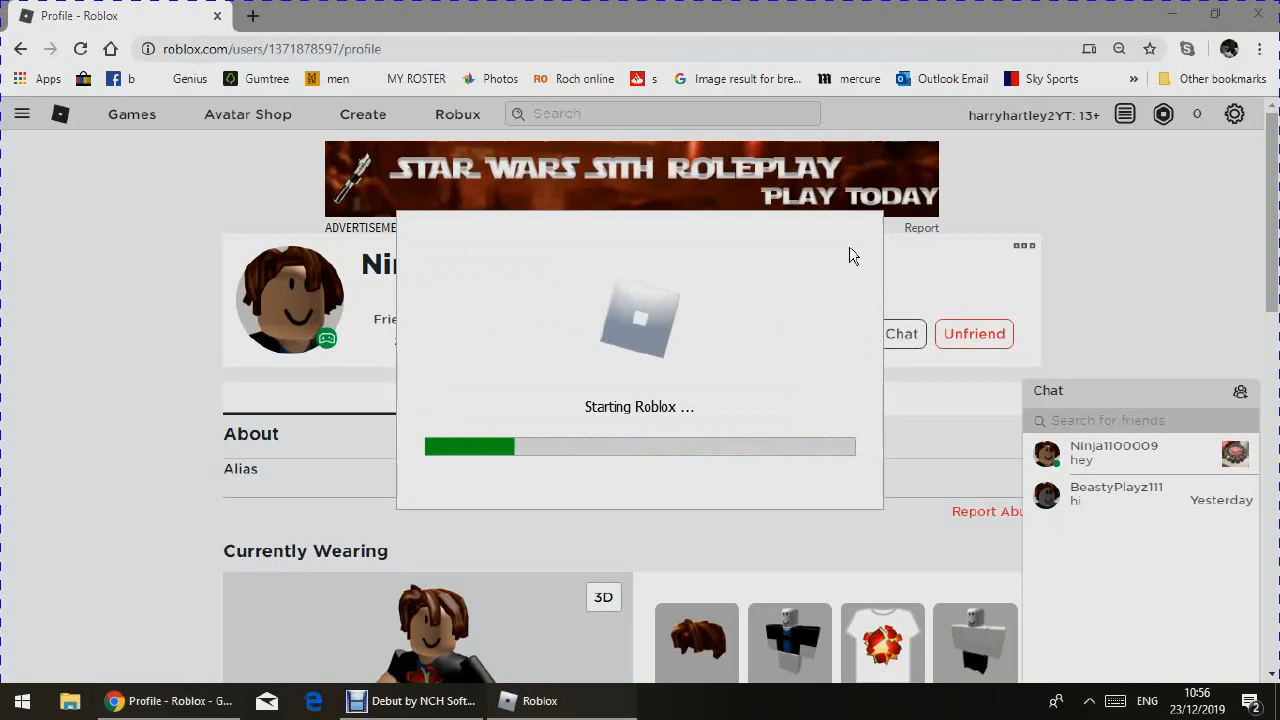 Profile - Roblox
roblox.com/users/1371878597/profile
Apps
b
Genius
Gumtree
men
MY ROSTER
Photos
RO Roch online
s
Image result for bre...
mercure
Outlook Email
Sky Sports
»
Other bookmarks
Games
Avatar Shop
Create
Robux
Search
harryhartley2YT: 13+
0
STAR WARS SITH ROLEPLAY
PLAY TODAY
ADVERTISEME
Report
Ni
Frie
Chat
Unfriend
Starting Roblox ...
About
Alias
Report Abu
Currently Wearing
3D
Chat
Search for friends
Ninja1100009
hey
BeastyPlayz111
hi
Yesterday
Profile - Roblox - G...
Debut by NCH Soft...
Roblox
ENG
10:56
23/12/2019
2